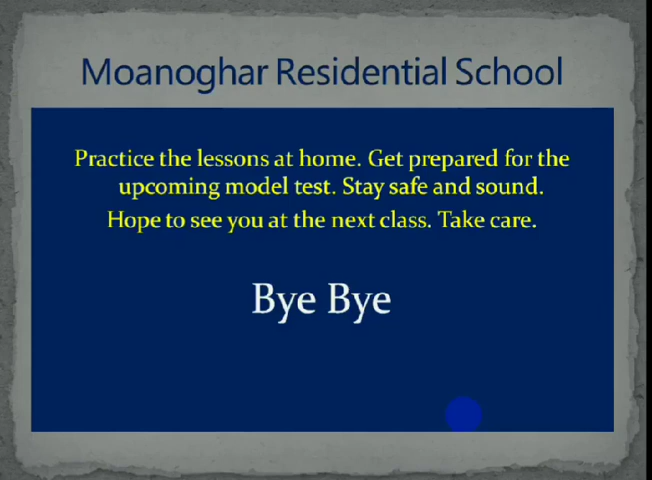 Moanoghar Residential School
Practice the lessons at home. Get prepared for the
upcoming model test. Stay safe and sound.
Hope to see you at the next class. Take care.
Bye Bye